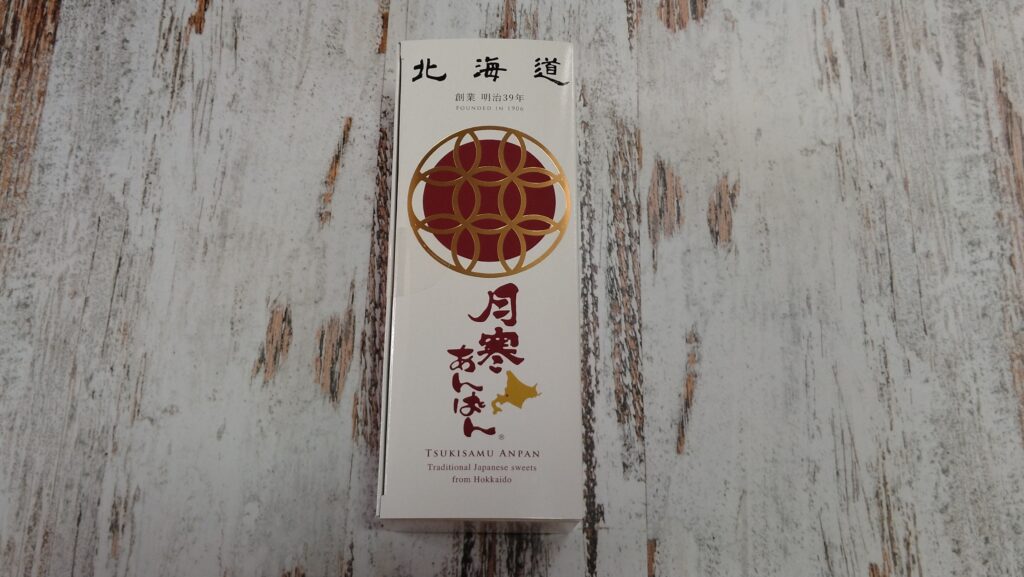 北海道
創業 明治39年
FOUNDED IN 1906
月寒
あんぱん
®
TSUKISAMU ANPAN
Traditional Japanese sweets
from Hokkaido